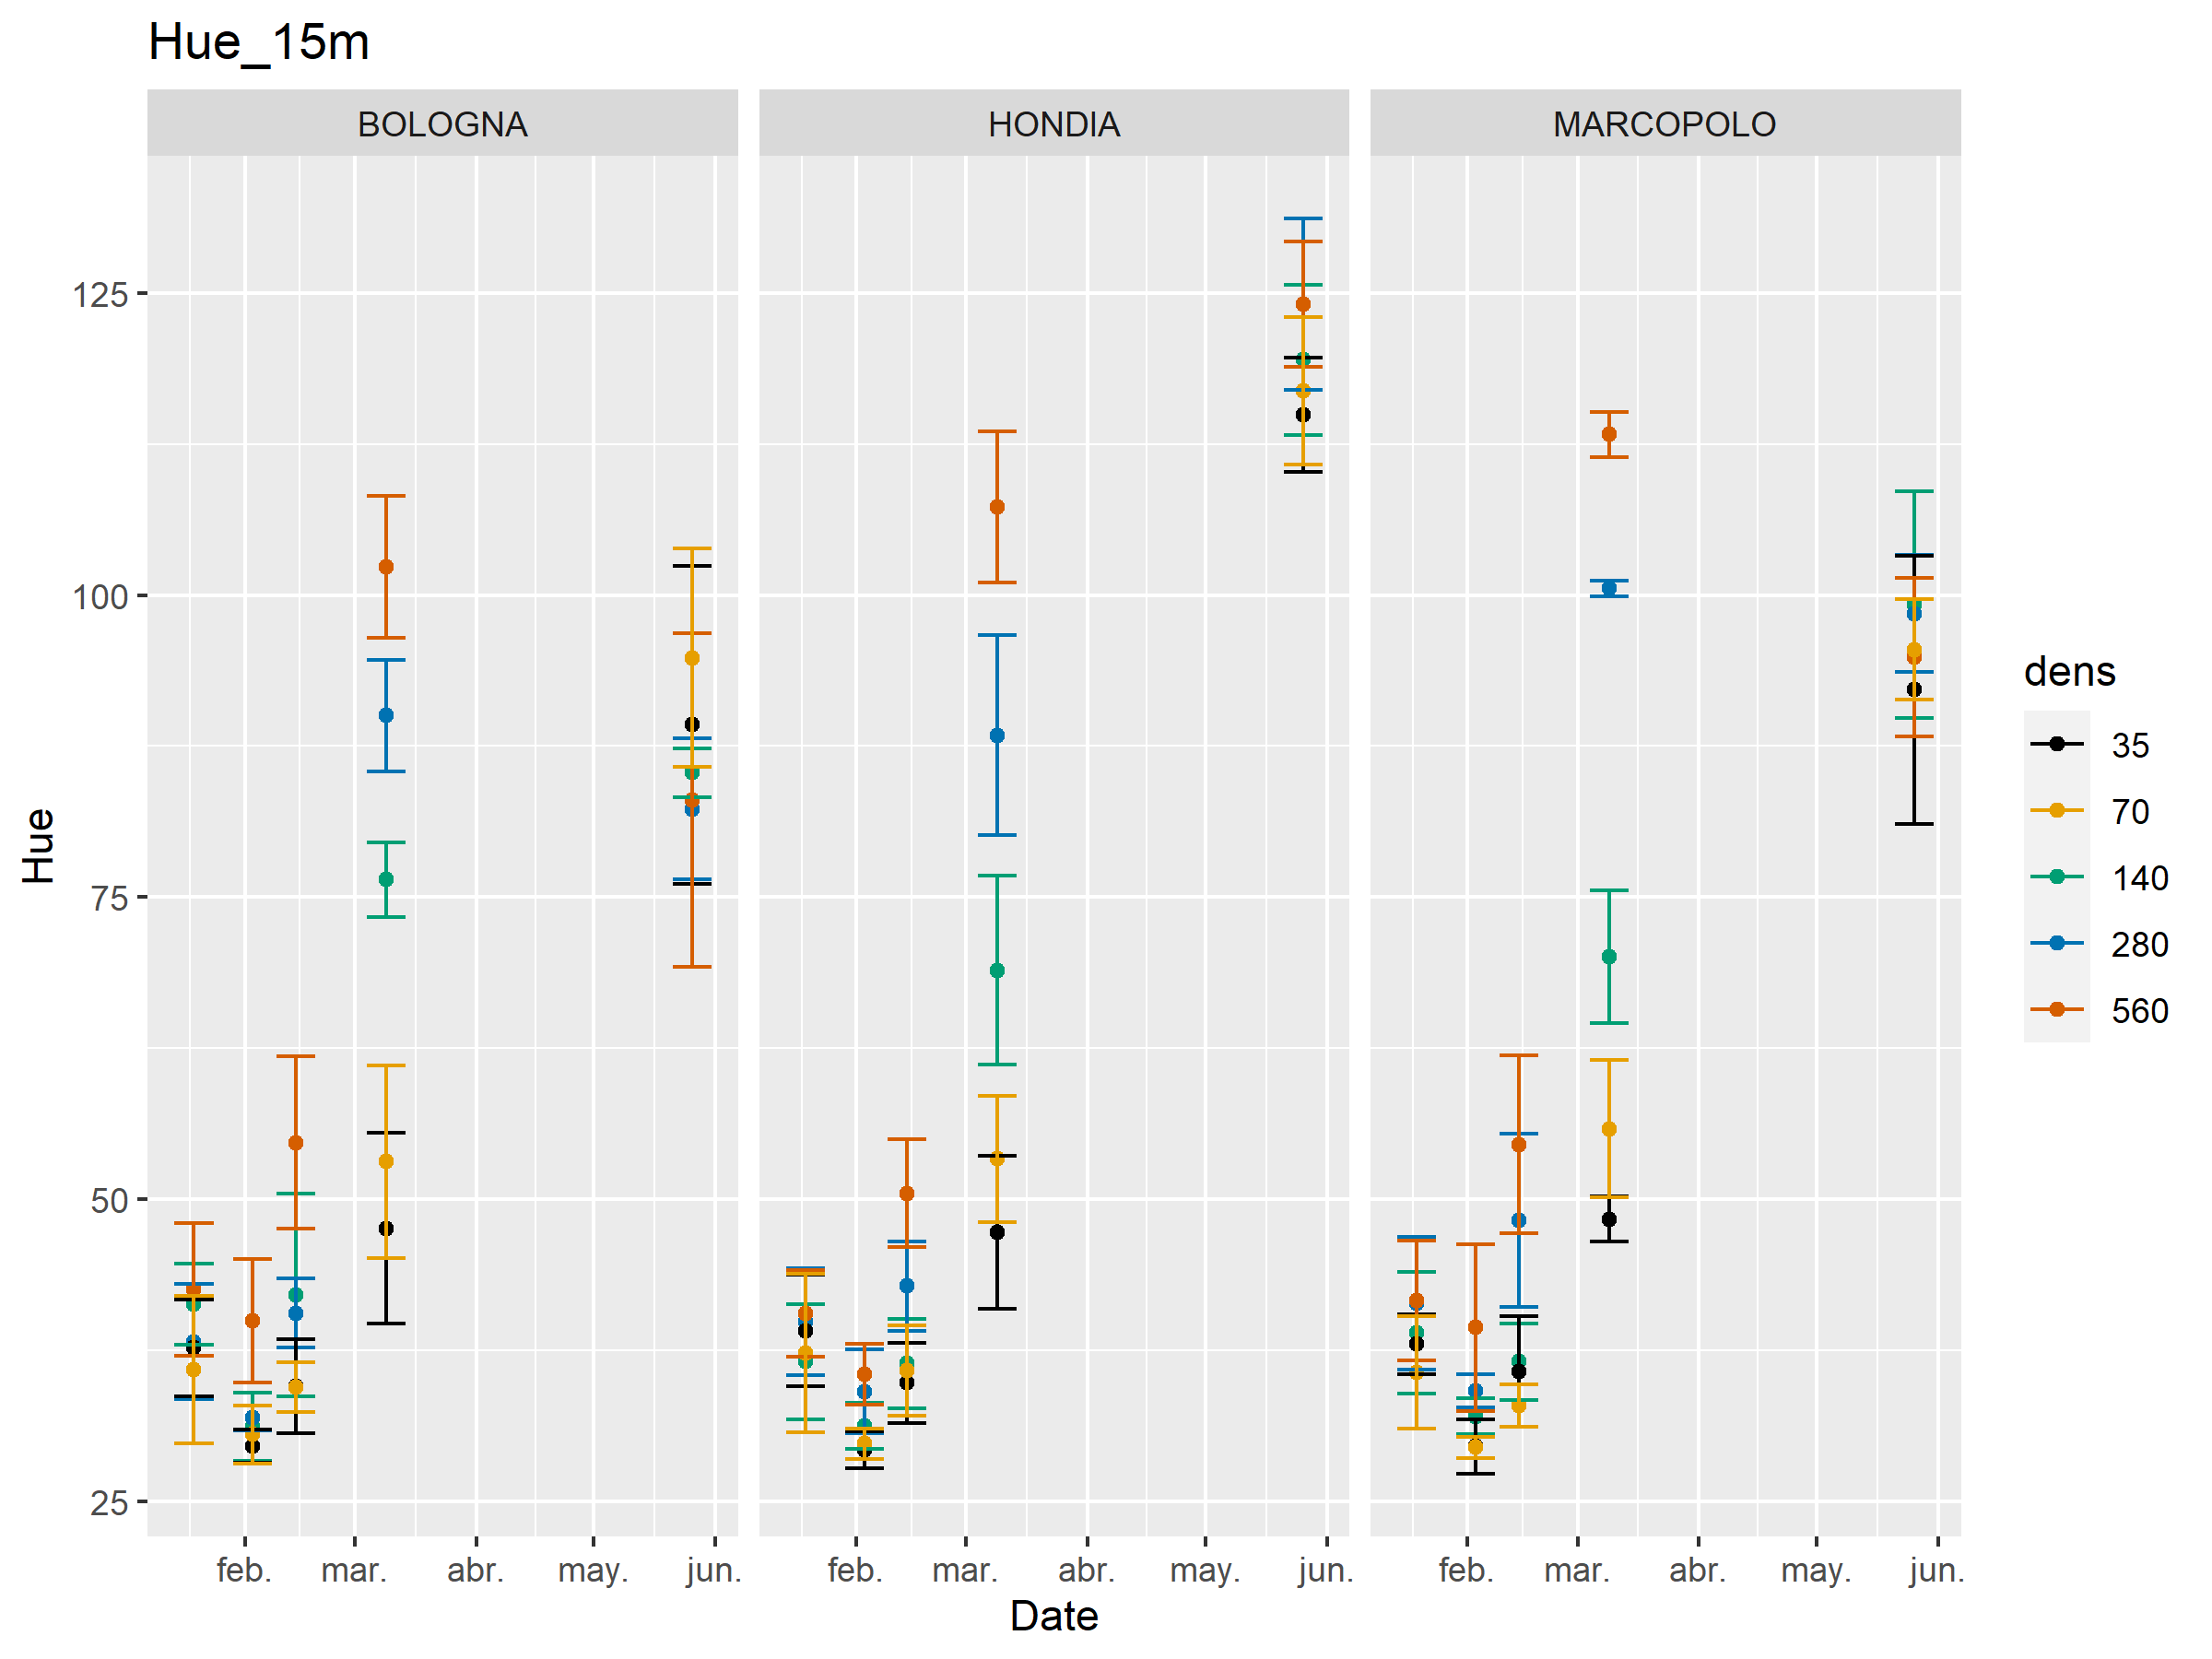 Hue_15m
BOLOGNA
HONDIA
MARCOPOLO
125
100
75
50
25
Hue
feb.
mar.
abr.
may.
jun.
feb.
mar.
abr.
may.
jun.
feb.
mar.
abr.
may.
jun.
Date
dens
35
70
140
280
560